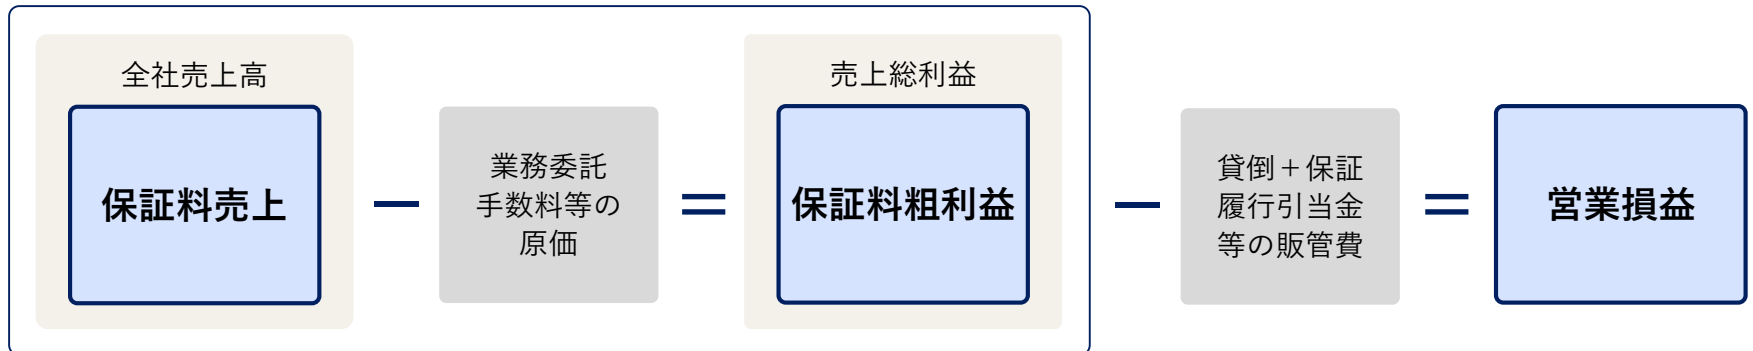 全社売上高
保証料売上
－
業務委託
手数料等の
原価
＝
売上総利益
保証料粗利益
－
貸倒＋保証
履行引当金
等の販管費
＝
営業損益